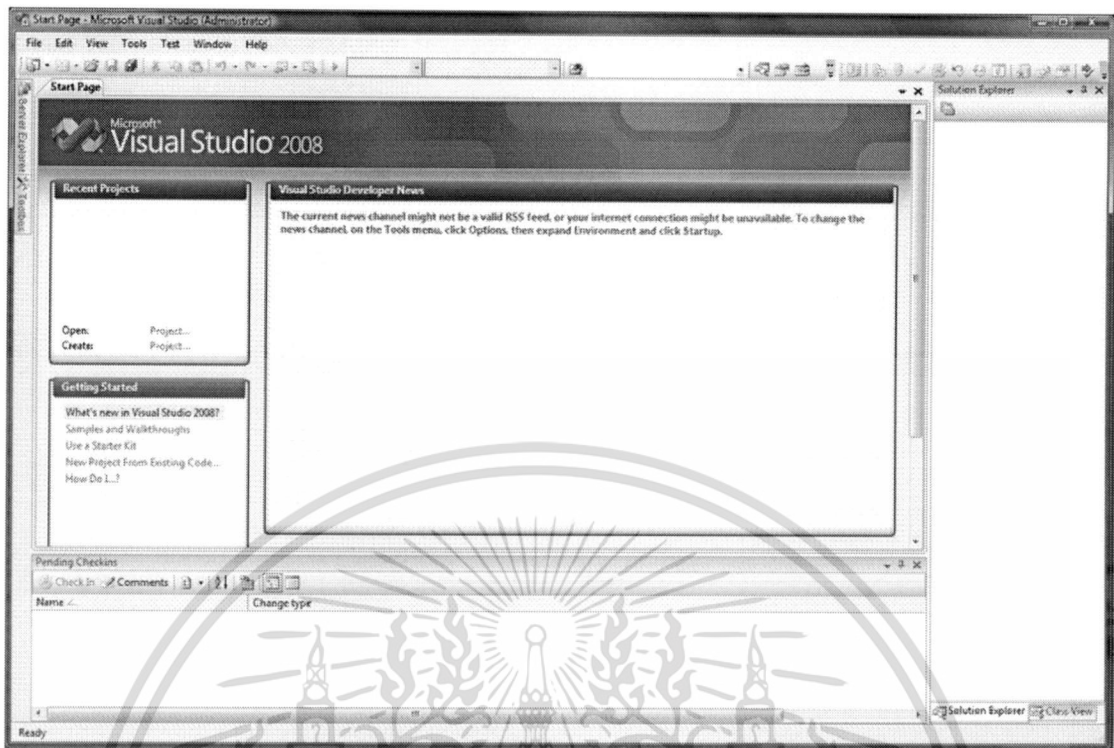 Start Page - Microsoft Visual Studio (Administrator)
File Edit View Tools Test Window Help
Start Page
Solution Explorer
Server Explorer
Toolbox
Microsoft
Visual Studio 2008
Recent Projects
Open: Project...
Create: Project...
Visual Studio Developer News
The current news channel might not be a valid RSS feed, or your internet connection might be unavailable. To change the
news channel, on the Tools menu, click Options, then expand Environment and click Startup.
Getting Started
What's new in Visual Studio 2008?
Samples and Walkthroughs
Use a Starter Kit
New Project From Existing Code...
How Do I...?
Pending Checkins
Check In Comments
Name Change type
Solution Explorer Class View
Ready